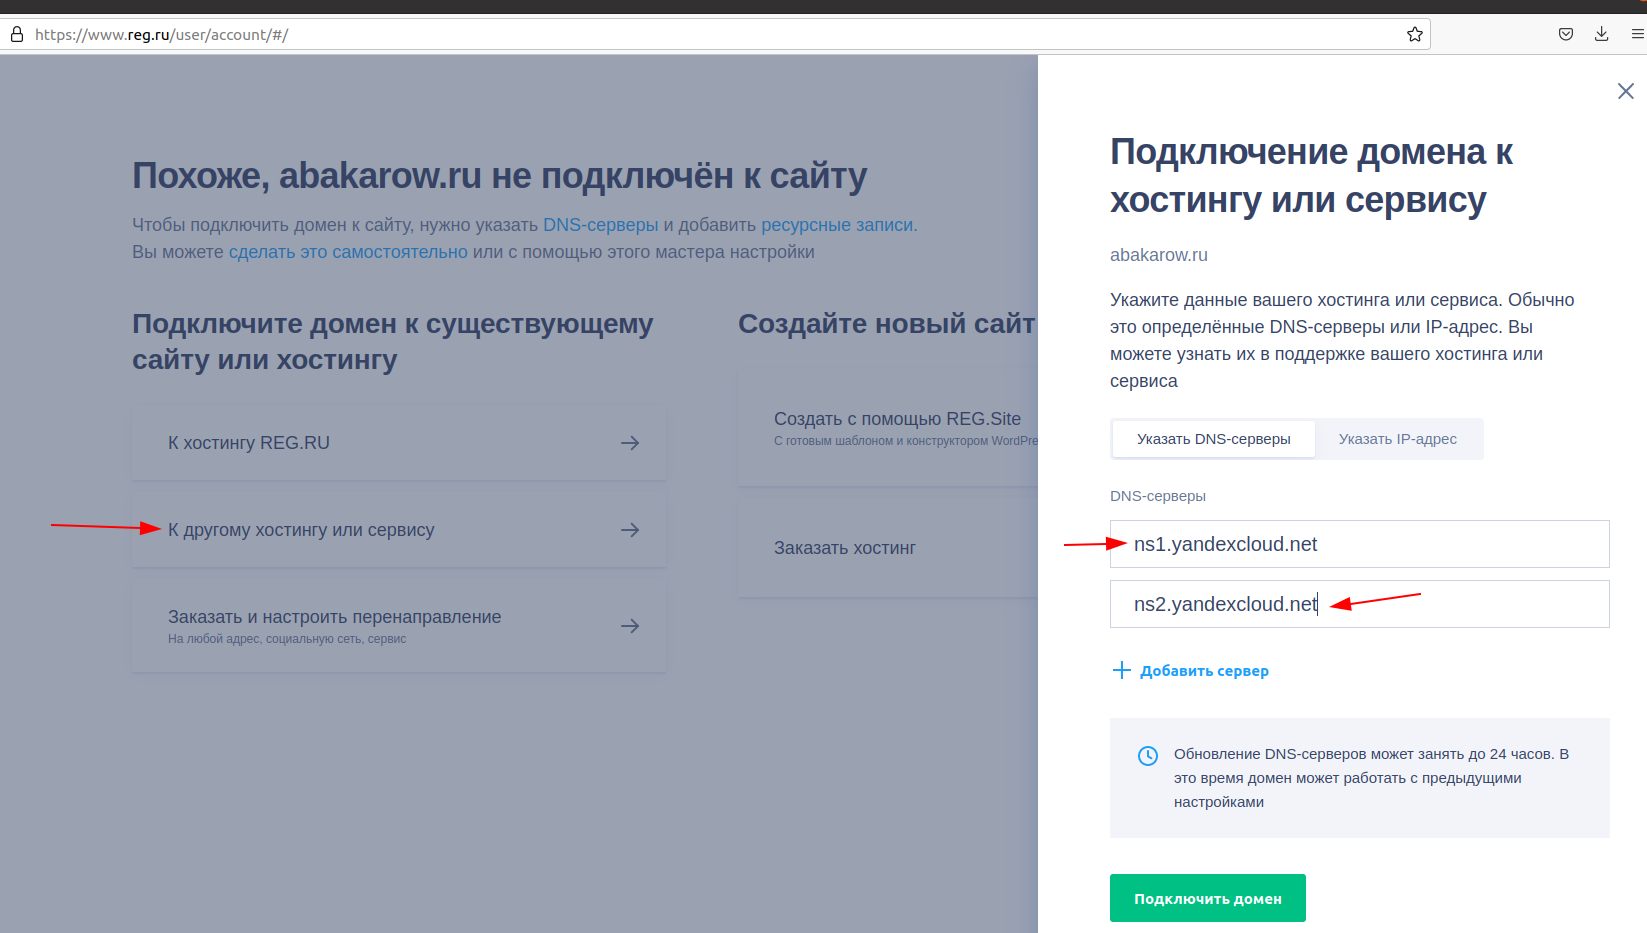 https://www.reg.ru/user/account/#/
Похоже, abakarow.ru не подключён к сайту
Чтобы подключить домен к сайту, нужно указать DNS-серверы и добавить ресурсные записи.
Вы можете сделать это самостоятельно или с помощью этого мастера настройки
Подключите домен к существующему
сайту или хостингу
К хостингу REG.RU
К другому хостингу или сервису
Заказать и настроить перенаправление
На любой адрес, социальную сеть, сервис
Создайте новый сайт
Создать с помощью REG.Site
С готовым шаблоном и конструктором WordPre
Заказать хостинг
Подключение домена к
хостингу или сервису
abakarow.ru
Укажите данные вашего хостинга или сервиса. Обычно
это определённые DNS-серверы или IP-адрес. Вы
можете узнать их в поддержке вашего хостинга или
сервиса
Указать DNS-серверы
Указать IP-адрес
DNS-серверы
ns1.yandexcloud.net
ns2.yandexcloud.net
Добавить сервер
Обновление DNS-серверов может занять до 24 часов. В
это время домен может работать с предыдущими
настройками
Подключить домен